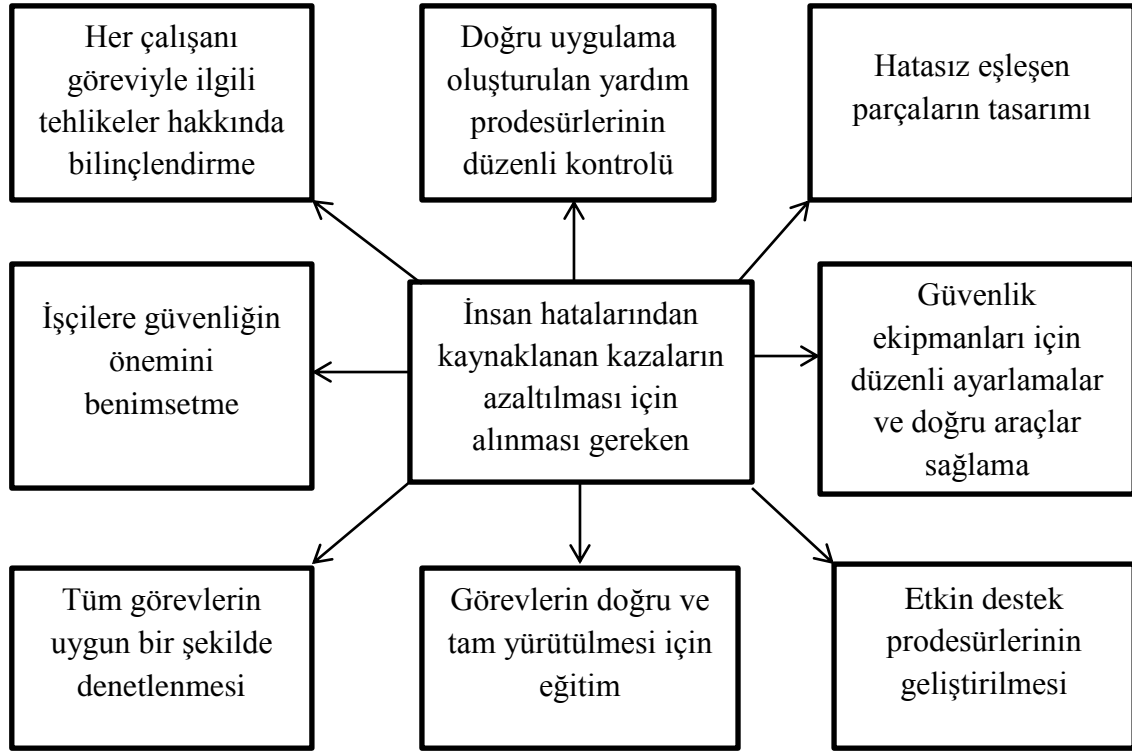 Her çalışanı
göreviyle ilgili
tehlikeler hakkında
bilinçlendirme
Doğru uygulama
oluşturulan yardım
prodesürlerinin
düzenli kontrolü
Hatasız eşleşen
parçaların tasarımı
İşçilere güvenliğin
önemini
benimsetme
İnsan hatalarından
kaynaklanan kazaların
azaltılması için
alınması gereken
Güvenlik
ekipmanları için
düzenli ayarlamalar
ve doğru araçlar
sağlama
Tüm görevlerin
uygun bir şekilde
denetlenmesi
Görevlerin doğru ve
tam yürütülmesi için
eğitim
Etkin destek
prodesürlerinin
geliştirilmesi